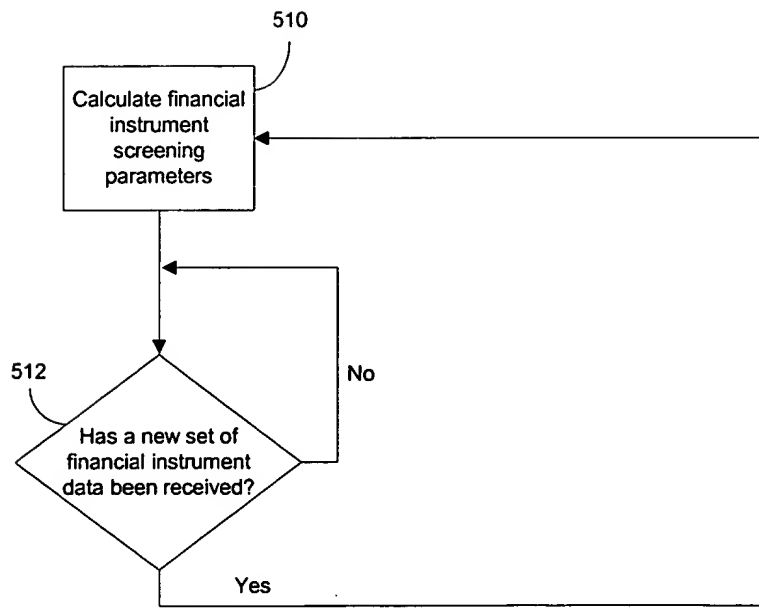 510
Calculate financial
instrument
screening
parameters
512
No
Has a new set of
financial instrument
data been received?
Yes